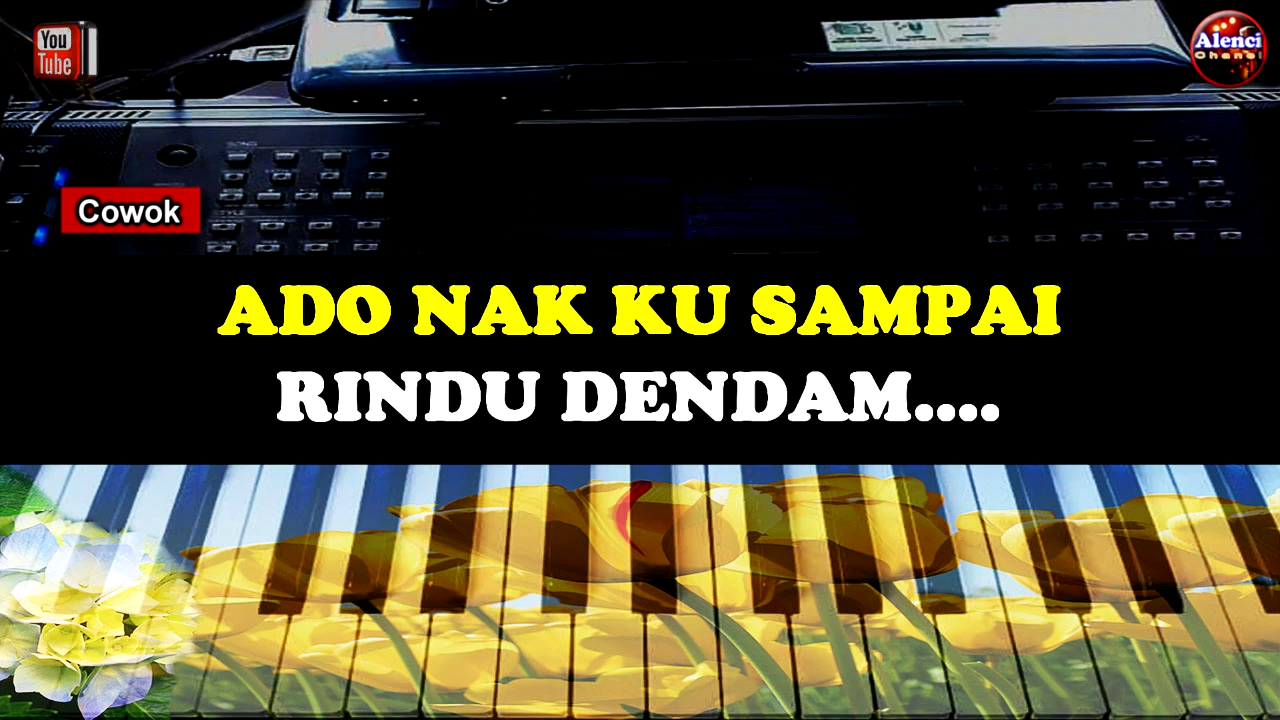 You
Tube
Alenci
Chanel
Cowok
ADO NAK KU SAMPAI
RINDU DENDAM....